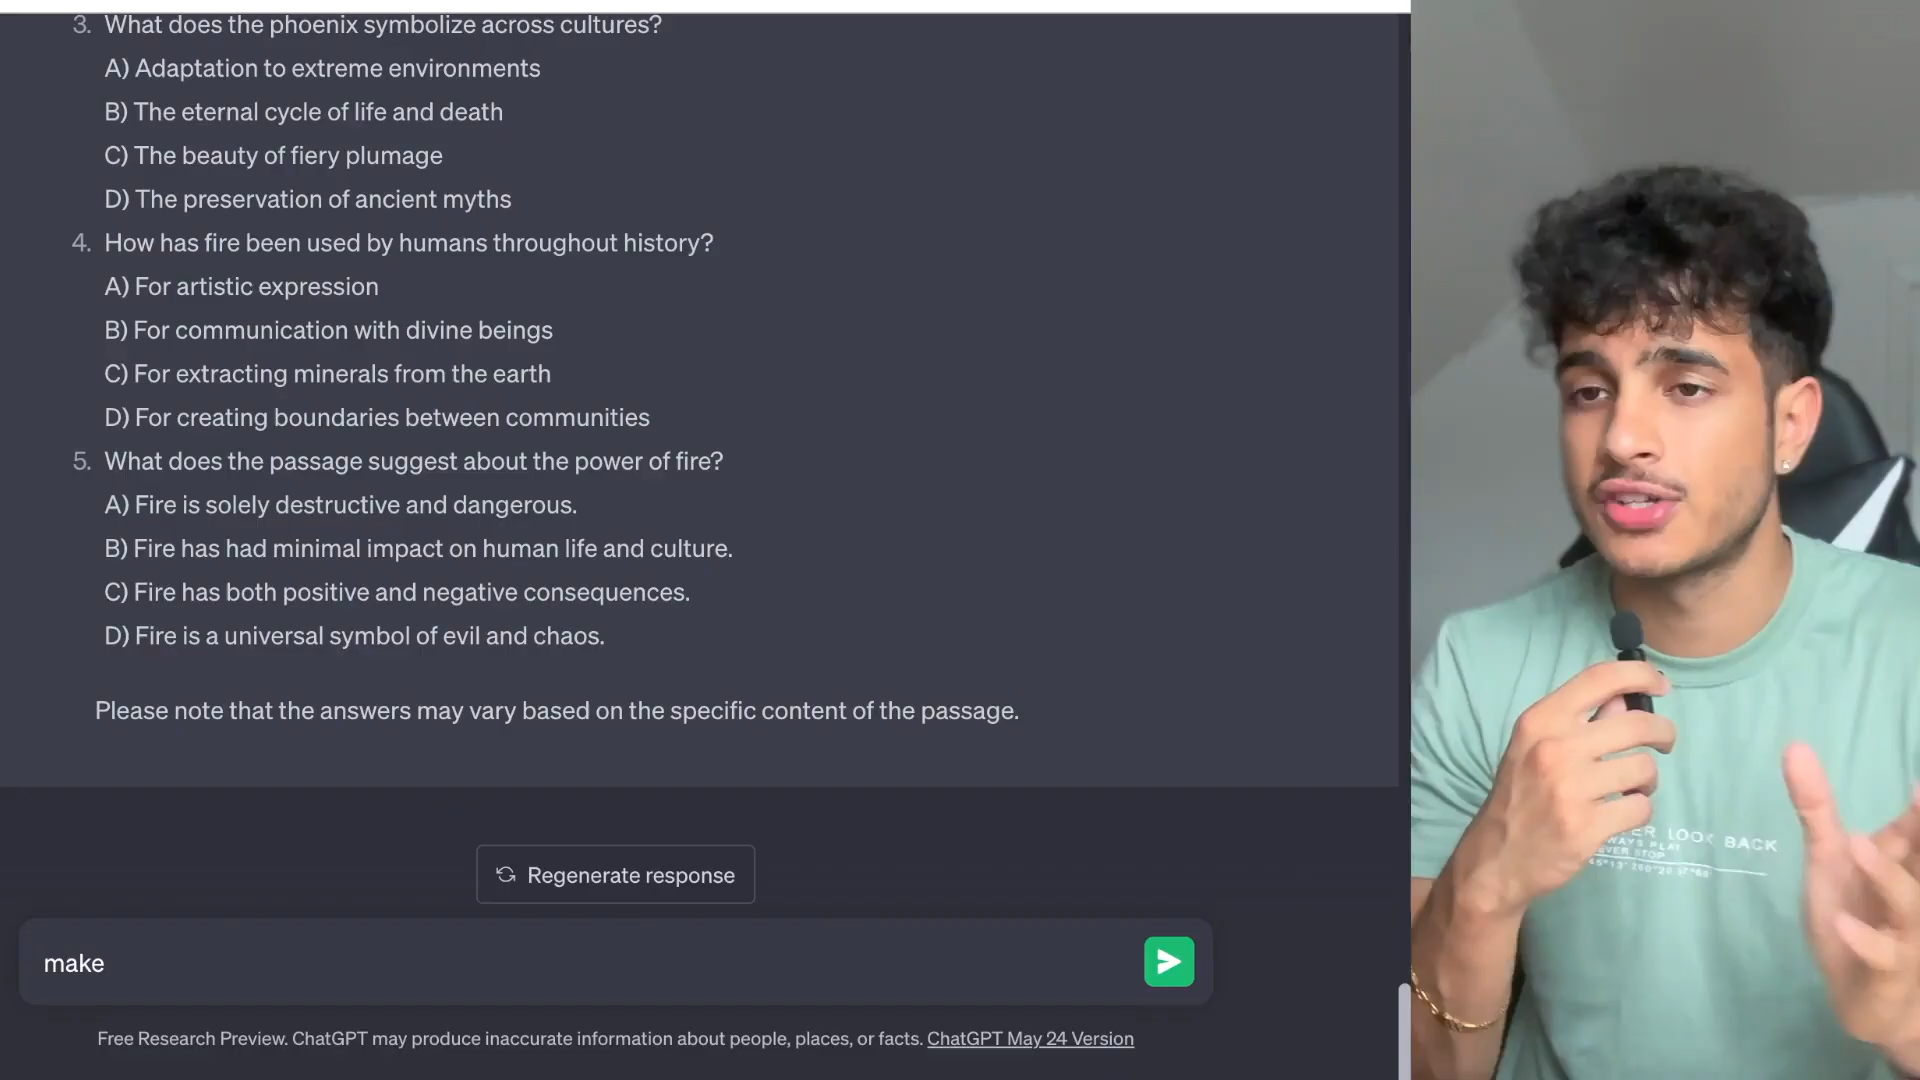 3. What does the phoenix symbolize across cultures?
A) Adaptation to extreme environments
B) The eternal cycle of life and death
C) The beauty of fiery plumage
D) The preservation of ancient myths
4. How has fire been used by humans throughout history?
A) For artistic expression
B) For communication with divine beings
C) For extracting minerals from the earth
D) For creating boundaries between communities
5. What does the passage suggest about the power of fire?
A) Fire is solely destructive and dangerous.
B) Fire has had minimal impact on human life and culture.
C) Fire has both positive and negative consequences.
D) Fire is a universal symbol of evil and chaos.
Please note that the answers may vary based on the specific content of the passage.
Regenerate response
make
Free Research Preview. ChatGPT may produce inaccurate information about people, places, or facts. ChatGPT May 24 Version
LOOK BACK
PLAY
STOP